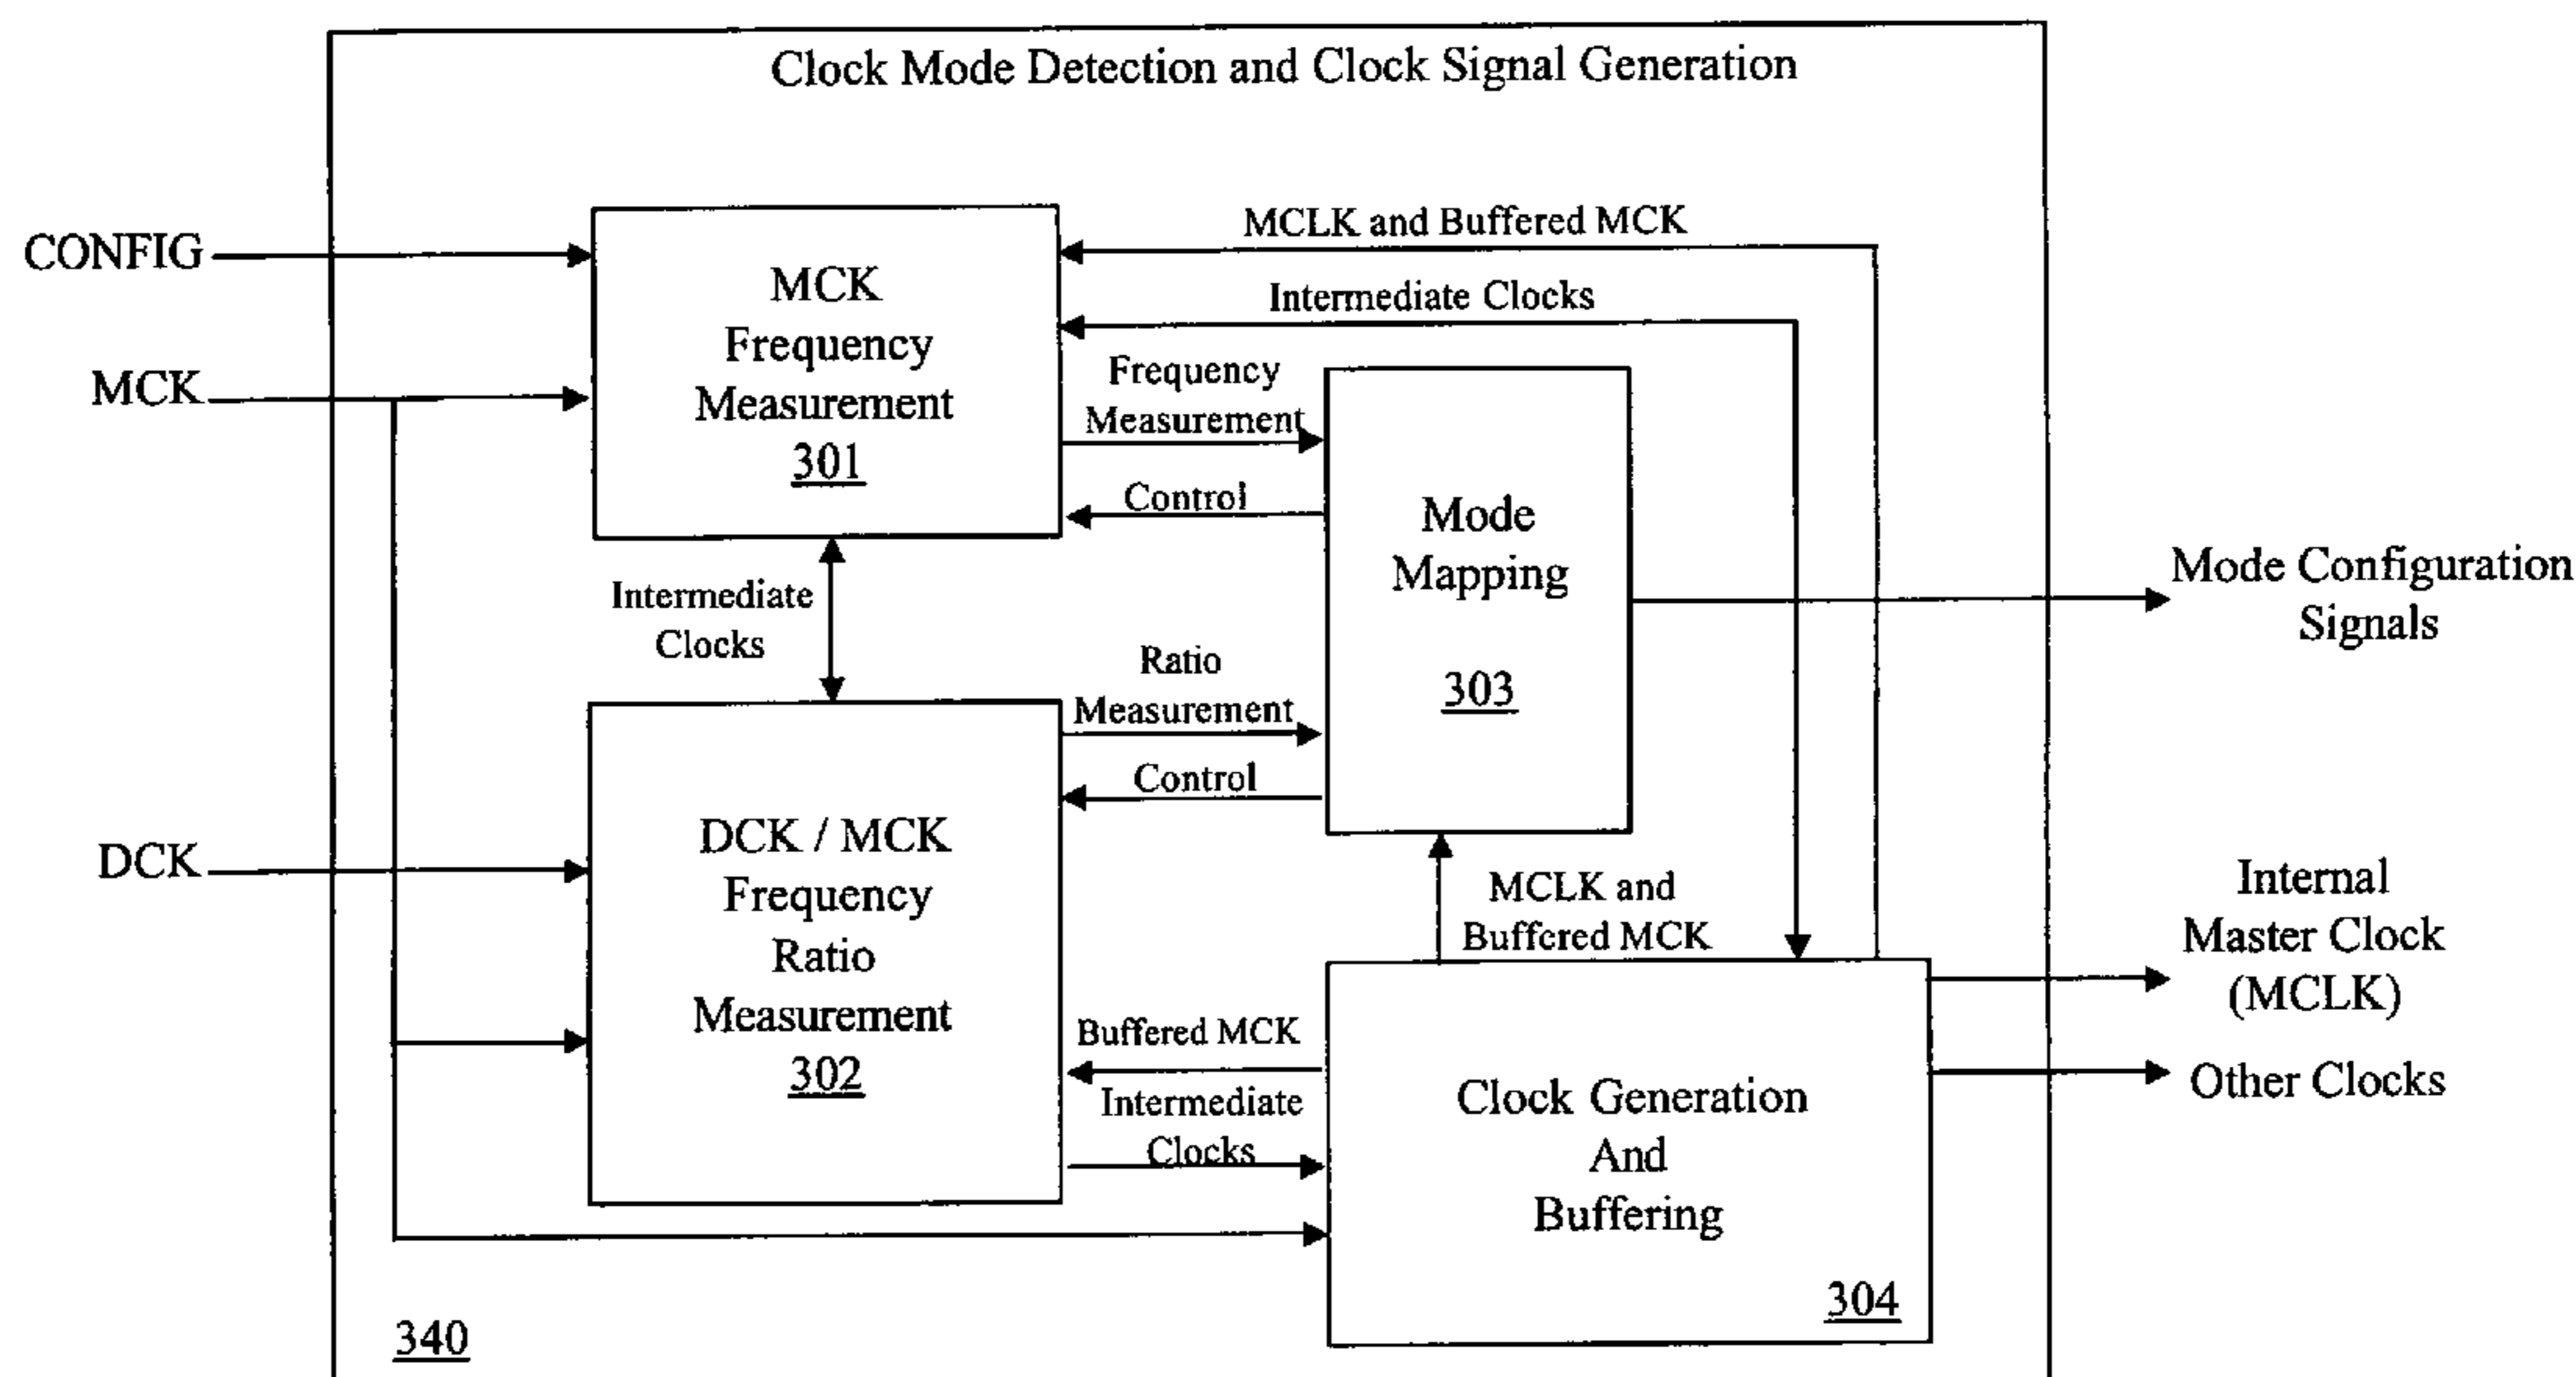 Clock Mode Detection and Clock Signal Generation
CONFIG
MCK
DCK
MCK
Frequency
Measurement
301
MCLK and Buffered MCK
Intermediate Clocks
Frequency
Measurement
Control
Mode
Mapping
303
Intermediate
Clocks
Ratio
Measurement
Control
DCK / MCK
Frequency
Ratio
Measurement
302
MCLK and
Buffered MCK
Buffered MCK
Intermediate
Clocks
Clock Generation
And
Buffering
304
Mode Configuration
Signals
Internal
Master Clock
(MCLK)
Other Clocks
340